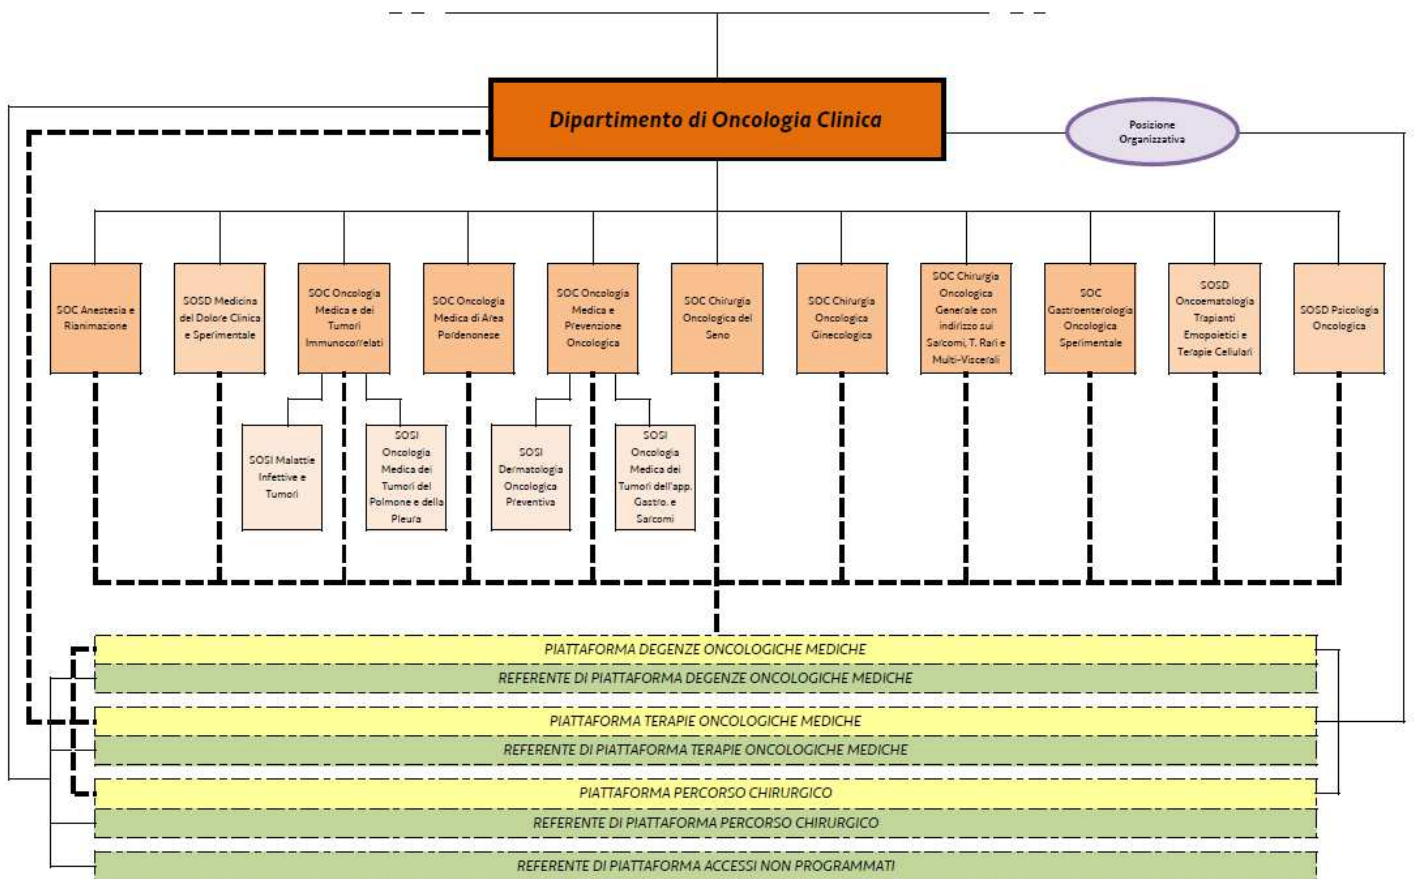 Dipartimento di Oncologia Clinica
Posizione
Organizzativa
SOC Anestesia e
Rianimazione
SOSD Medicina
del Dolore Clinica
e Sperimentale
SOC Oncologia
Medica e dei
Tumori
Immunocorrelati
SOC Oncologia
Medica di Area
Pordenonese
SOC Oncologia
Medica e
Prevenzione
Oncologica
SOC Chirurgia
Oncologica del
Seno
SOC Chirurgia
Oncologica
Ginecologica
SOC Chirurgia
Oncologica
Generale con
indirizzo sui
Sarcomi, T. Rari e
Multi-Viscerali
SOC
Gastroenterologia
Oncologica
Sperimentale
SOSD
Oncoematologia
Trapianti
Emopoietici e
Terapie Cellulari
SOSD Psicologia
Oncologica
SOSI Malattie
Infettive e
Tumori
SOSI
Oncologia
Medica dei
Tumori del
Polmone e della
Pleura
SOSI
Dermatologia
Oncologica
Preventiva
SOSI
Oncologia
Medica dei
Tumori dell'app.
Gastro. e
Sarcomi
PIATTAFORMA DEGENZE ONCOLOGICHE MEDICHE
REFERENTE DI PIATTAFORMA DEGENZE ONCOLOGICHE MEDICHE
PIATTAFORMA TERAPIE ONCOLOGICHE MEDICHE
REFERENTE DI PIATTAFORMA TERAPIE ONCOLOGICHE MEDICHE
PIATTAFORMA PERCORSO CHIRURGICO
REFERENTE DI PIATTAFORMA PERCORSO CHIRURGICO
REFERENTE DI PIATTAFORMA ACCESSI NON PROGRAMMATI